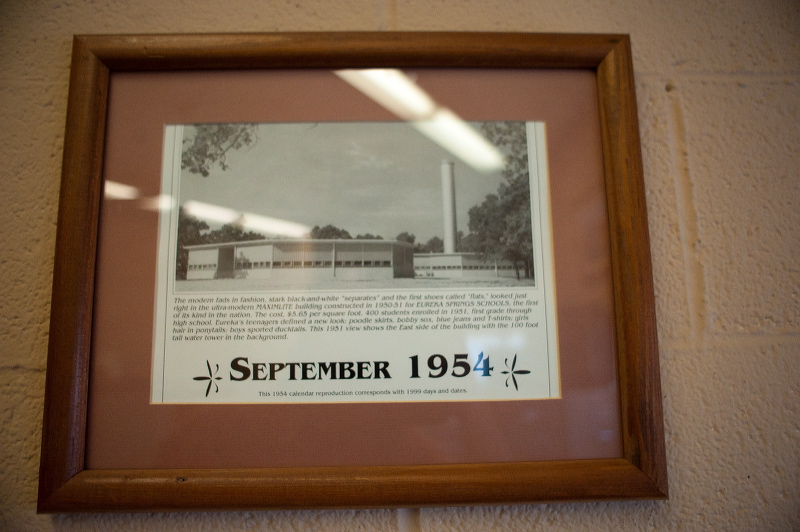 The modern fads in fashion, stark black-and-white "separates" and the first shoes called "flats," looked just
right in the ultra-modern MAXIMLITE building constructed in 1950-51 for EUREKA SPRINGS SCHOOLS, the first
of its kind in the nation. The cost, $5.65 per square foot. 400 students enrolled in 1951, first grade through
high school. Eureka's teenagers defined a new look: poodle skirts, bobby sox, blue jeans and T-shirts; girls
hair in ponytails; boys sported ducktails. This 1951 view shows the East side of the building with the 100 foot
tall water tower in the background.
SEPTEMBER 1954
This 1954 calendar reproduction corresponds with 1999 days and dates.